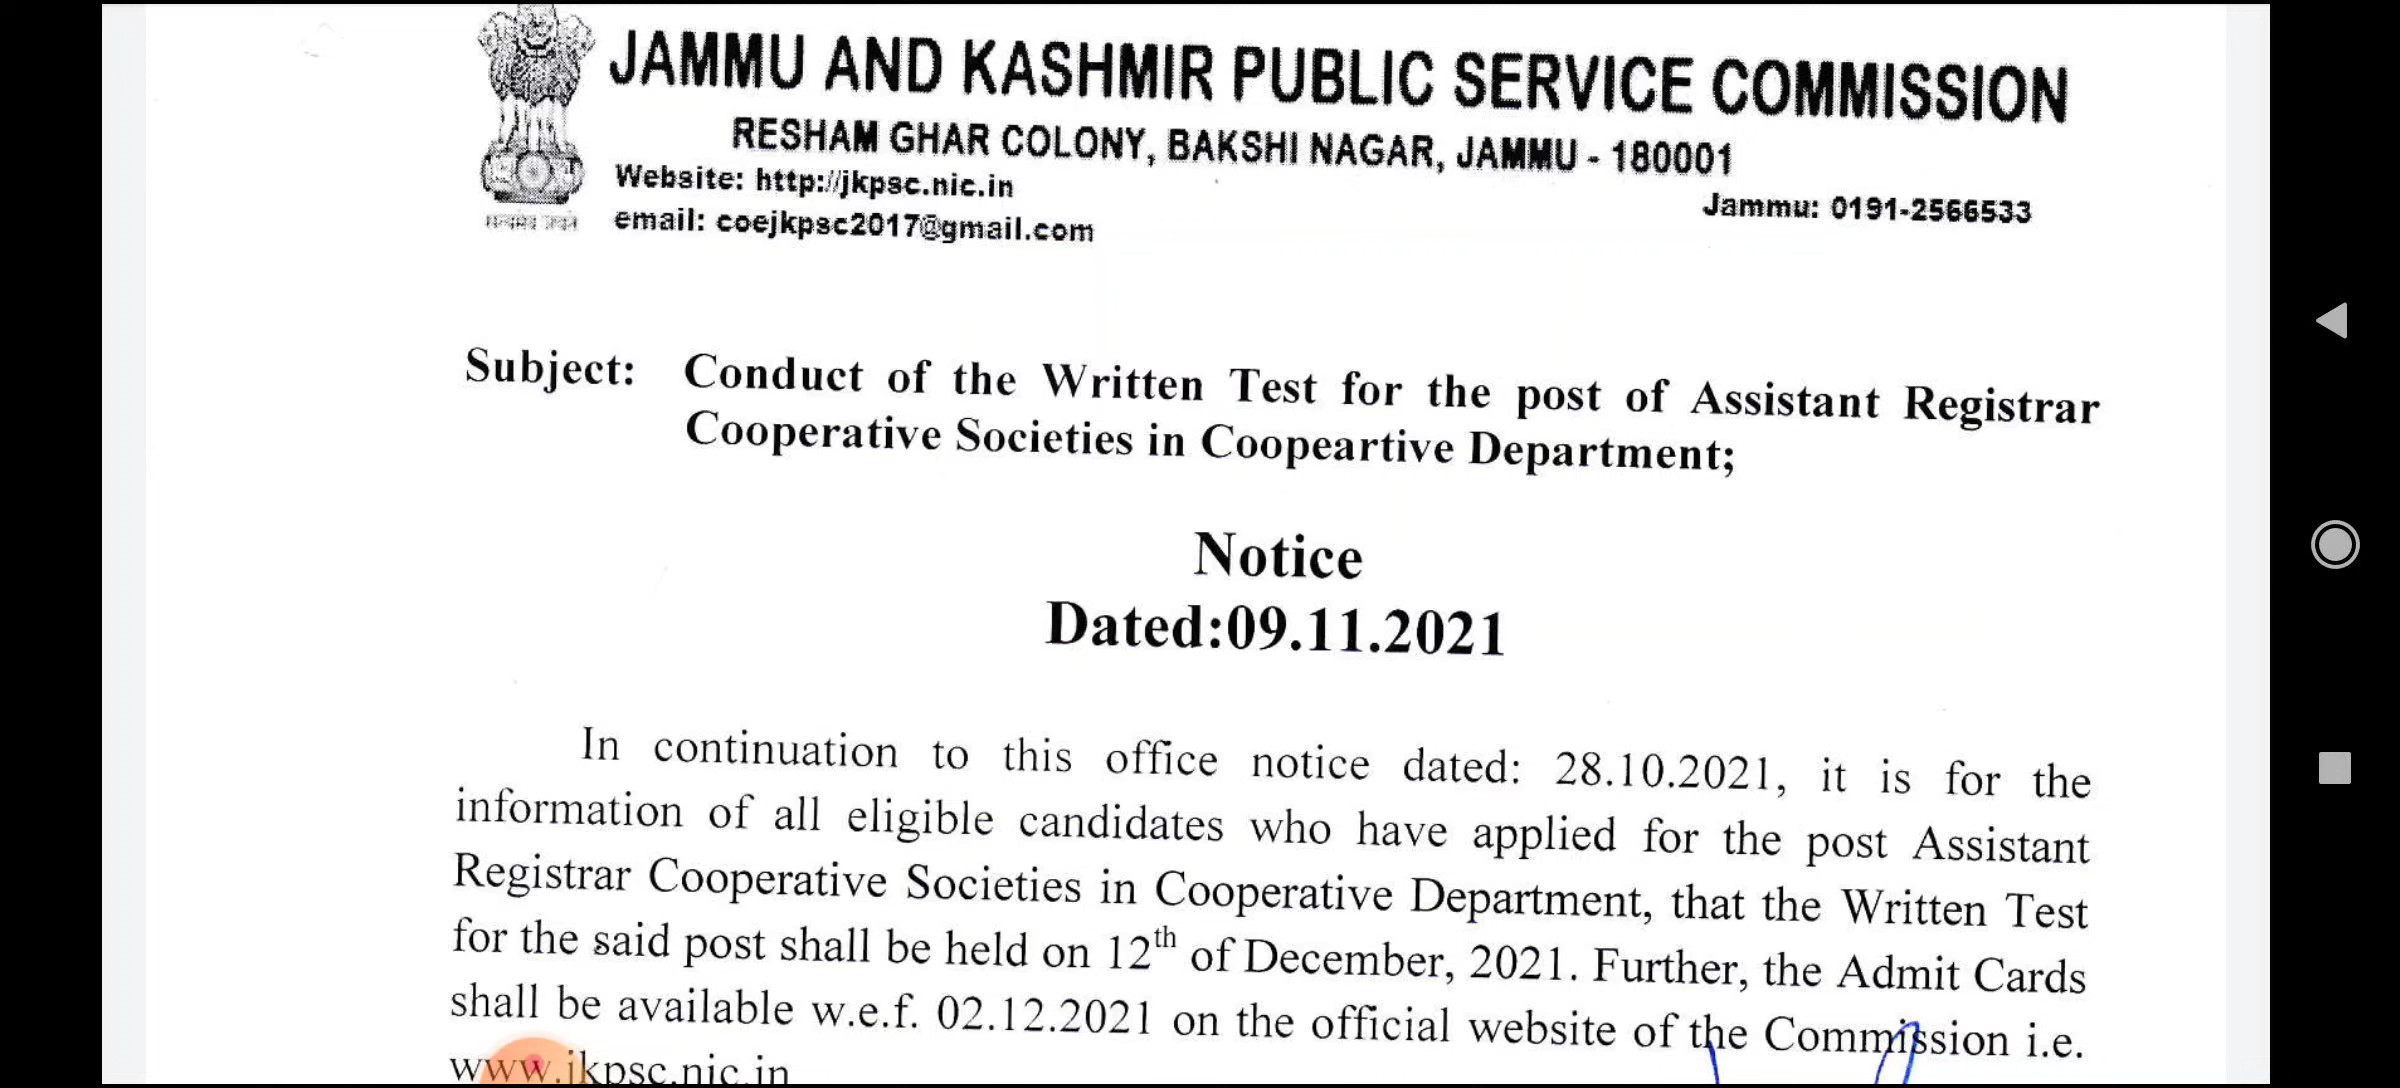 JAMMU AND KASHMIR PUBLIC SERVICE COMMISSION
RESHAM GHAR COLONY, BAKSHI NAGAR, JAMMU - 180001
Website: http://jkpsc.nic.in
Jammu: 0191-2566533
email: coejkpsc2017@gmail.com
Subject: Conduct of the Written Test for the post of Assistant Registrar
Cooperative Societies in Coopeartive Department;
Notice
Dated:09.11.2021
In continuation to this office notice dated: 28.10.2021, it is for the
information of all eligible candidates who have applied for the post Assistant
Registrar Cooperative Societies in Cooperative Department, that the Written Test
for the said post shall be held on 12th of December, 2021. Further, the Admit Cards
shall be available w.e.f. 02.12.2021 on the official website of the Commission i.e.
www.jkpsc.nic.in